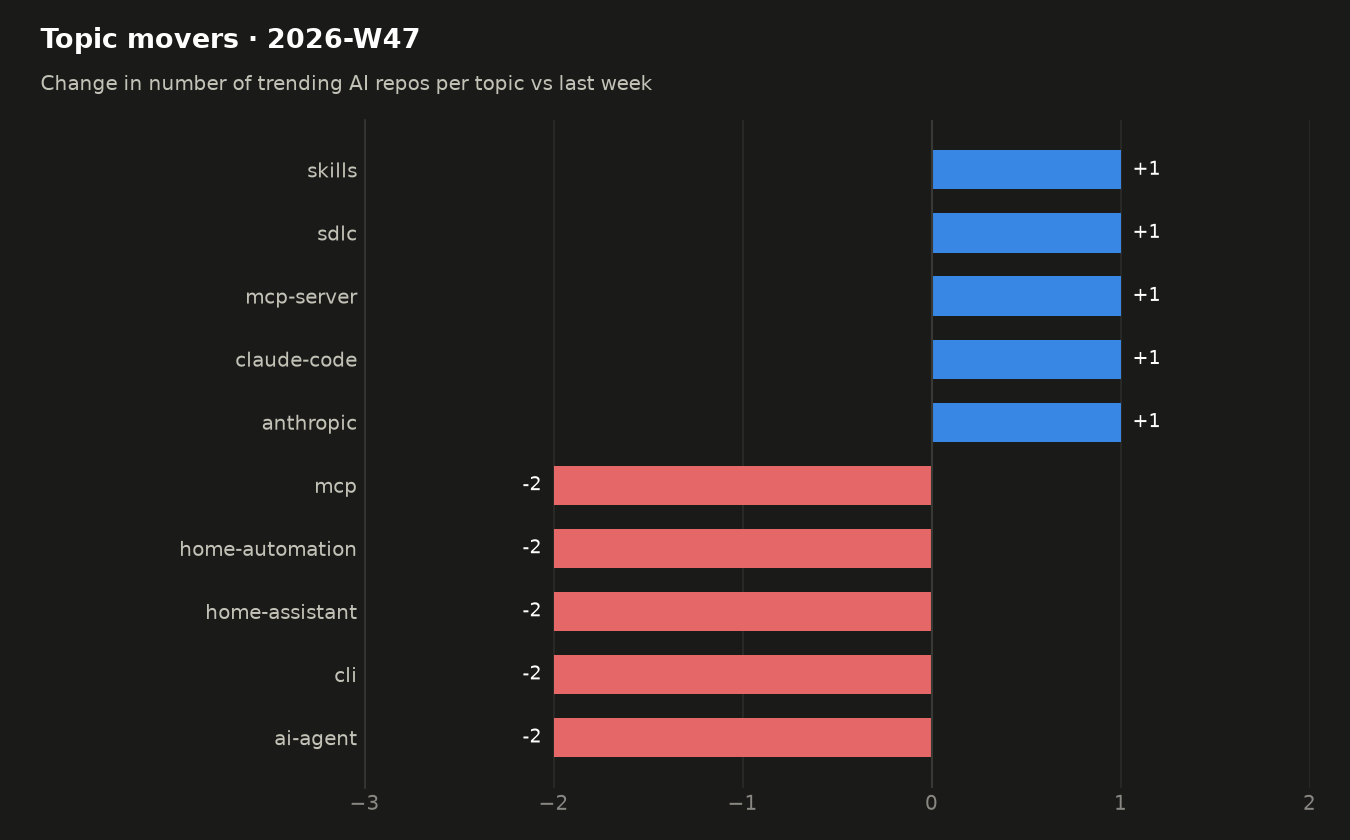 Topic movers · 2026-W47
Change in number of trending AI repos per topic vs last week
skills +1
sdlc +1
mcp-server +1
claude-code +1
anthropic +1
mcp -2
home-automation -2
home-assistant -2
cli -2
ai-agent -2
−3 −2 −1 0 1 2